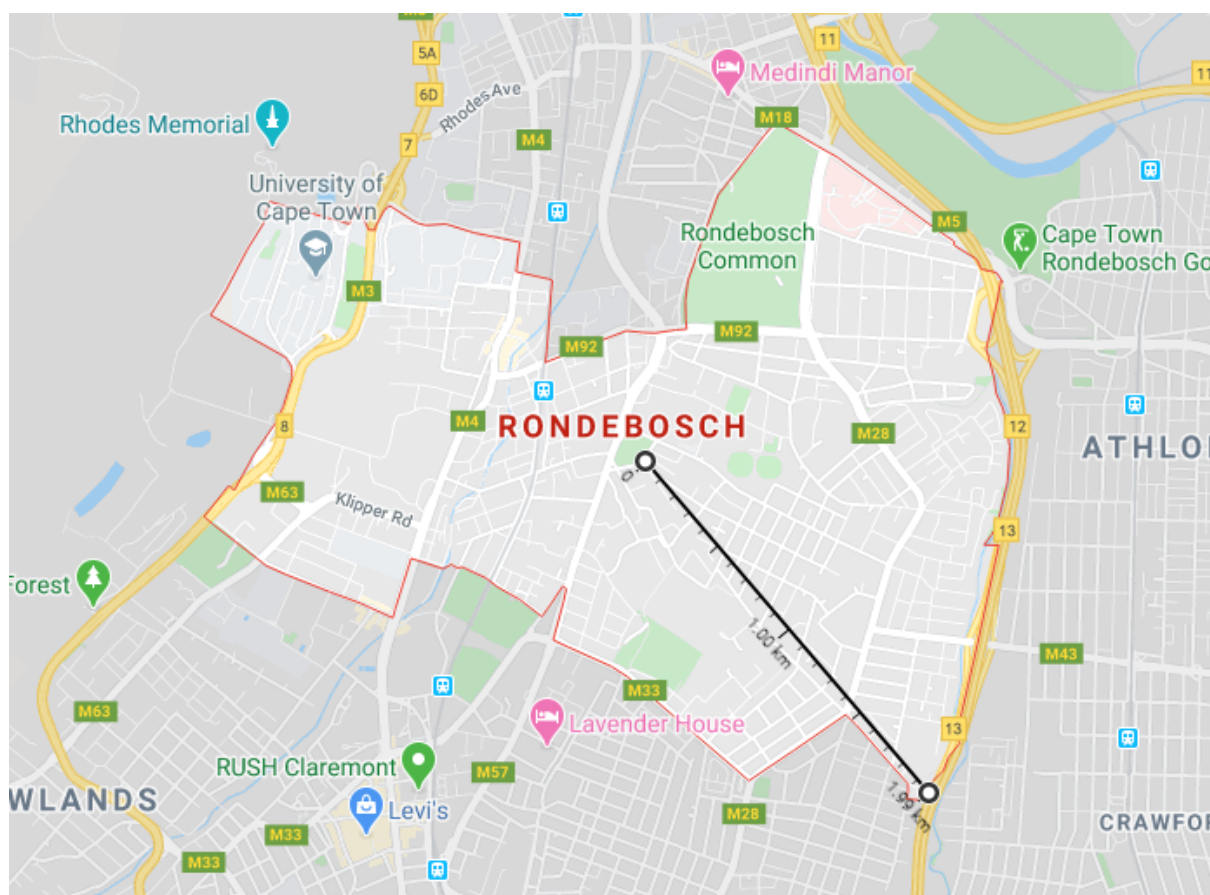 11
5A
Medindi Manor
11
6D
Rhodes Ave
M18
Rhodes Memorial
7
M4
University of
Cape Town
M5
Rondebosch
Common
Cape Town
Rondebosch Go
M3
M92
M92
M4
RONDEBOSCH
8
M28
12
ATHLO
0
M63
Klipper Rd
13
13
Forest
1.00 km
M43
M33
M63
Lavender House
13
RUSH Claremont
M57
1.99 km
WLANDS
Levi's
M28
M33
CRAWFOR
M33